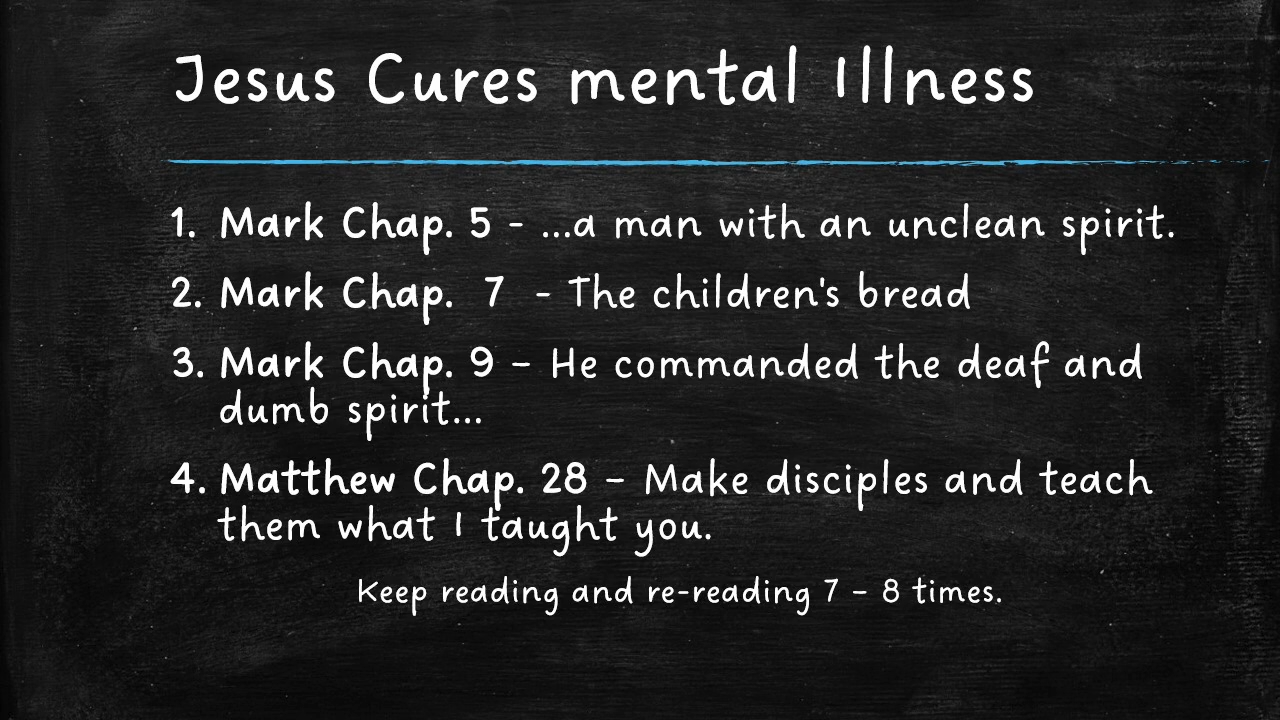 Jesus Cures mental Illness
1. Mark Chap. 5 - ...a man with an unclean spirit.
2. Mark Chap. 7 - The children's bread
3. Mark Chap. 9 – He commanded the deaf and
dumb spirit...
4. Matthew Chap. 28 – Make disciples and teach
them what I taught you.
Keep reading and re-reading 7 – 8 times.